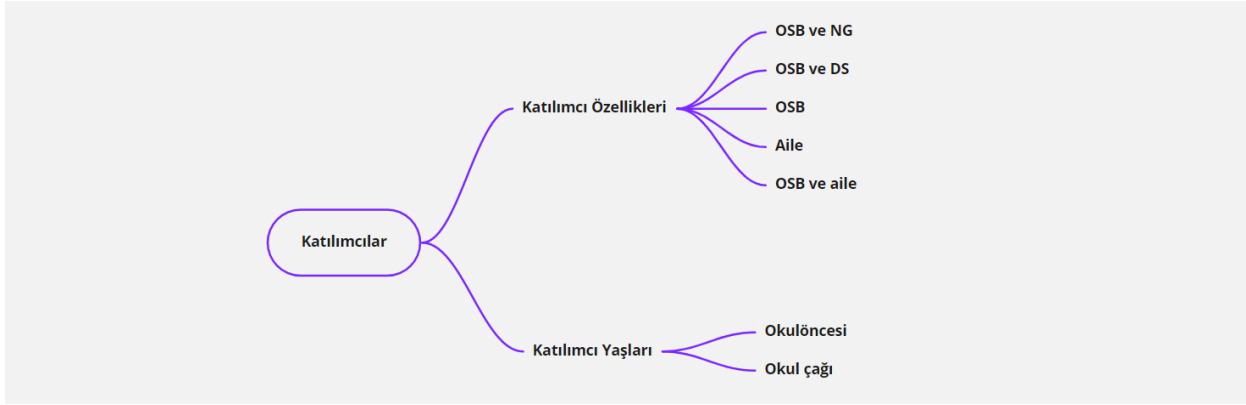 Katılımcılar
Katılımcı Özellikleri
OSB ve NG
OSB ve DS
OSB
Aile
OSB ve aile
Katılımcı Yaşları
Okulöncesi
Okul çağı